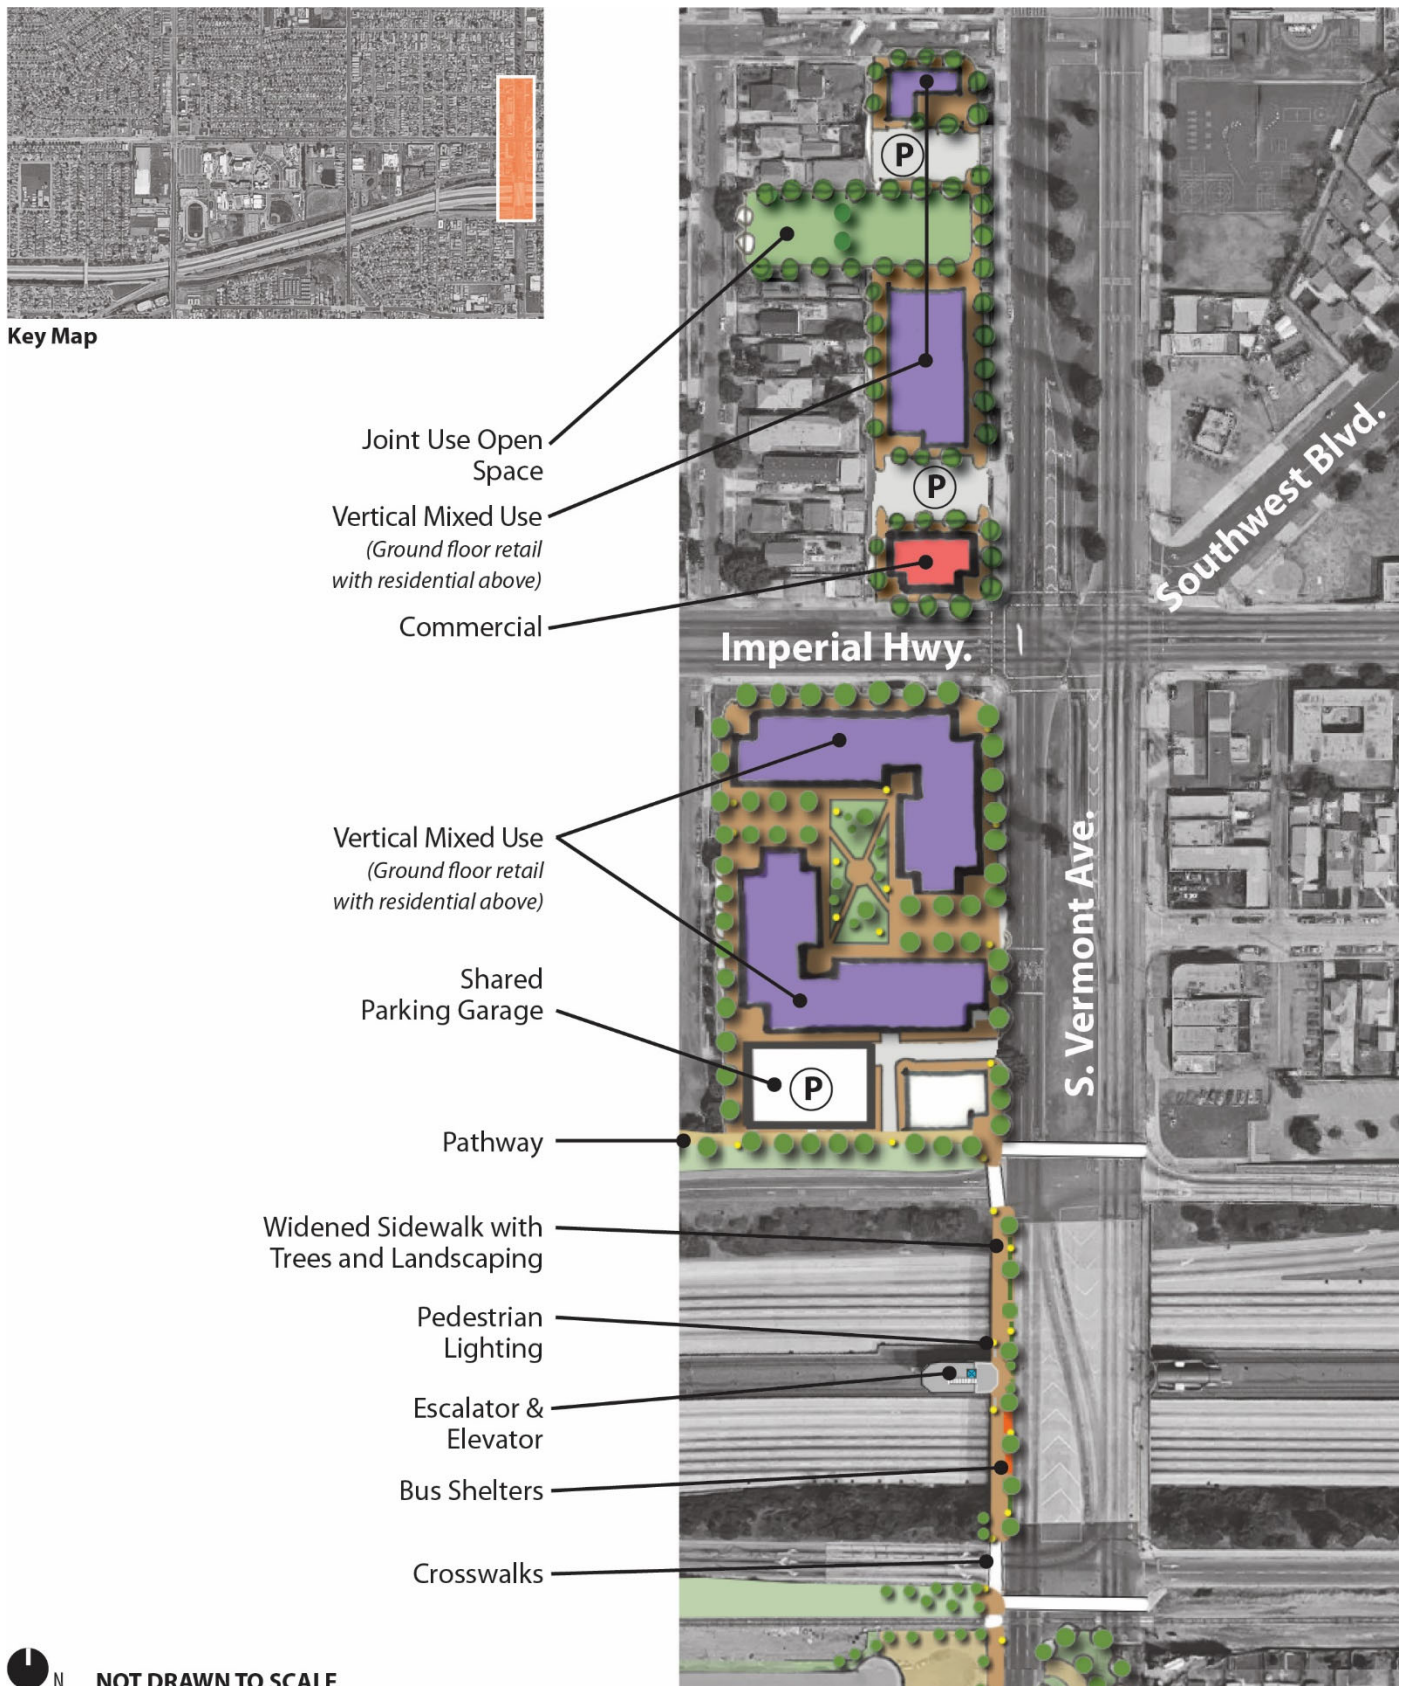 Key Map
P
Joint Use Open
Space
Vertical Mixed Use
(Ground floor retail
with residential above)
P
Commercial
Southwest Blvd.
Imperial Hwy.
Vertical Mixed Use
(Ground floor retail
with residential above)
S. Vermont Ave.
Shared
Parking Garage
P
Pathway
Widened Sidewalk with
Trees and Landscaping
Pedestrian
Lighting
Escalator &
Elevator
Bus Shelters
Crosswalks
N
NOT DRAWN TO SCALE